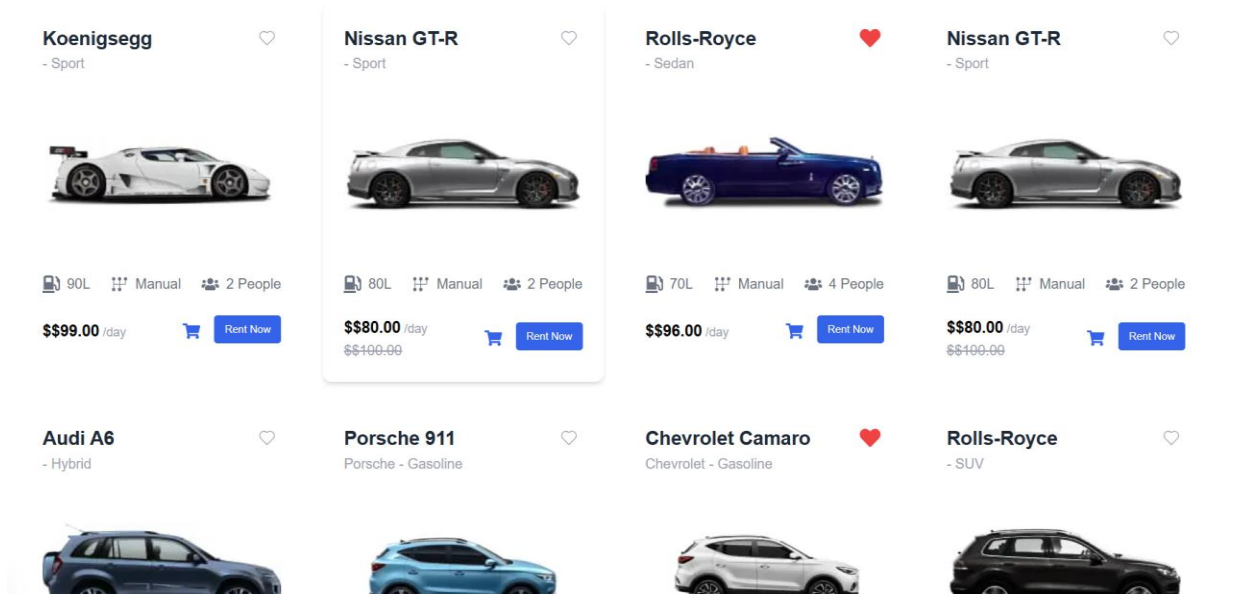 Koenigsegg
- Sport
90L Manual 2 People
$$99.00 /day Rent Now
Nissan GT-R
- Sport
80L Manual 2 People
$$80.00 /day Rent Now
$$100.00
Rolls-Royce
- Sedan
70L Manual 4 People
$$96.00 /day Rent Now
Nissan GT-R
- Sport
80L Manual 2 People
$$80.00 /day Rent Now
$$100.00
Audi A6
- Hybrid
Porsche 911
Porsche - Gasoline
Chevrolet Camaro
Chevrolet - Gasoline
Rolls-Royce
- SUV